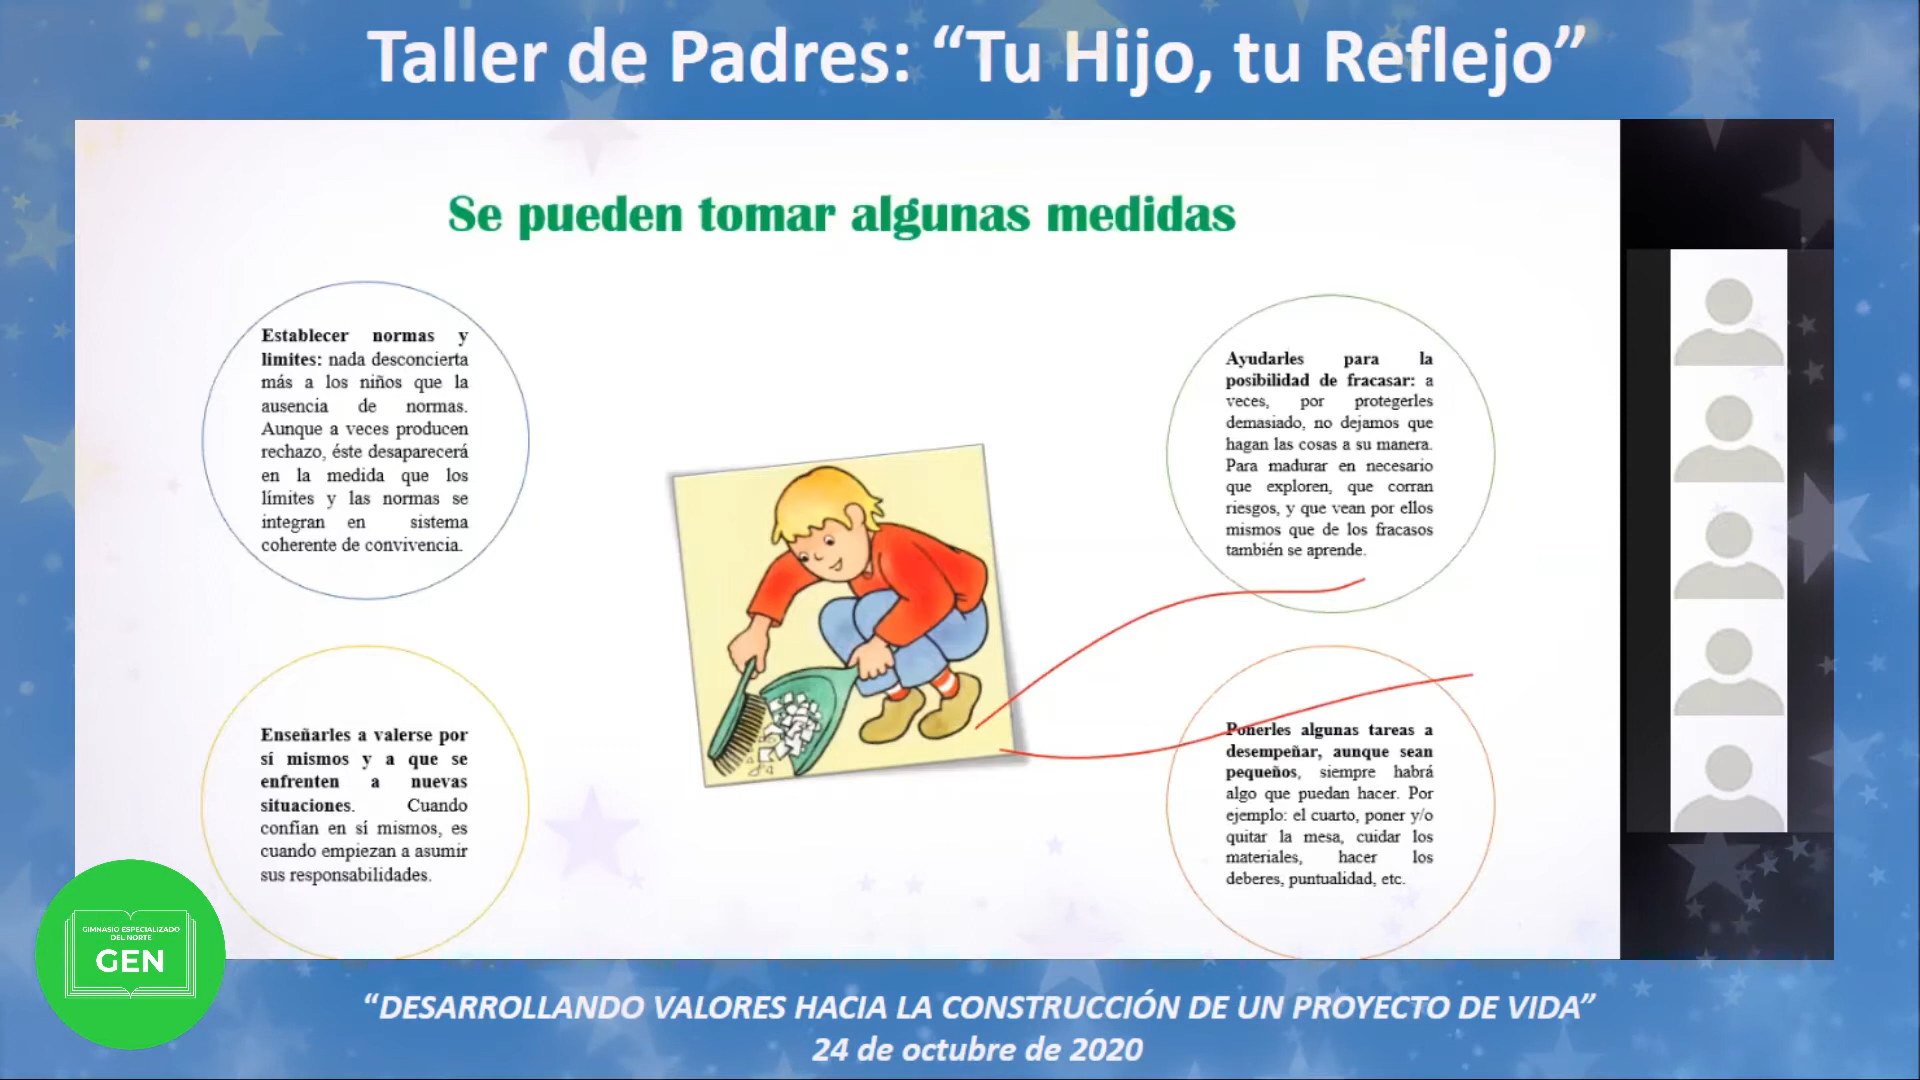 Taller de Padres: “Tu Hijo, tu Reflejo”
Se pueden tomar algunas medidas
Establecer normas y
limites: nada desconcierta
más a los niños que la
ausencia de normas.
Aunque a veces producen
rechazo, éste desaparecerá
en la medida que los
límites y las normas se
integran en sistema
coherente de convivencia.
Ayudarles para la
posibilidad de fracasar: a
veces, por protegerles
demasiado, no dejamos que
hagan las cosas a su manera.
Para madurar en necesario
que exploren, que corran
riesgos, y que vean por ellos
mismos que de los fracasos
también se aprende.
Enseñarles a valerse por
sí mismos y a que se
enfrenten a nuevas
situaciones. Cuando
confían en sí mismos, es
cuando empiezan a asumir
sus responsabilidades.
Ponerles algunas tareas a
desempeñar, aunque sean
pequeños, siempre habrá
algo que puedan hacer. Por
ejemplo: el cuarto, poner y/o
quitar la mesa, cuidar los
materiales, hacer los
deberes, puntualidad, etc.
GIMNASIO ESPECIALIZADO
DEL NORTE
GEN
“DESARROLLANDO VALORES HACIA LA CONSTRUCCIÓN DE UN PROYECTO DE VIDA”
24 de octubre de 2020